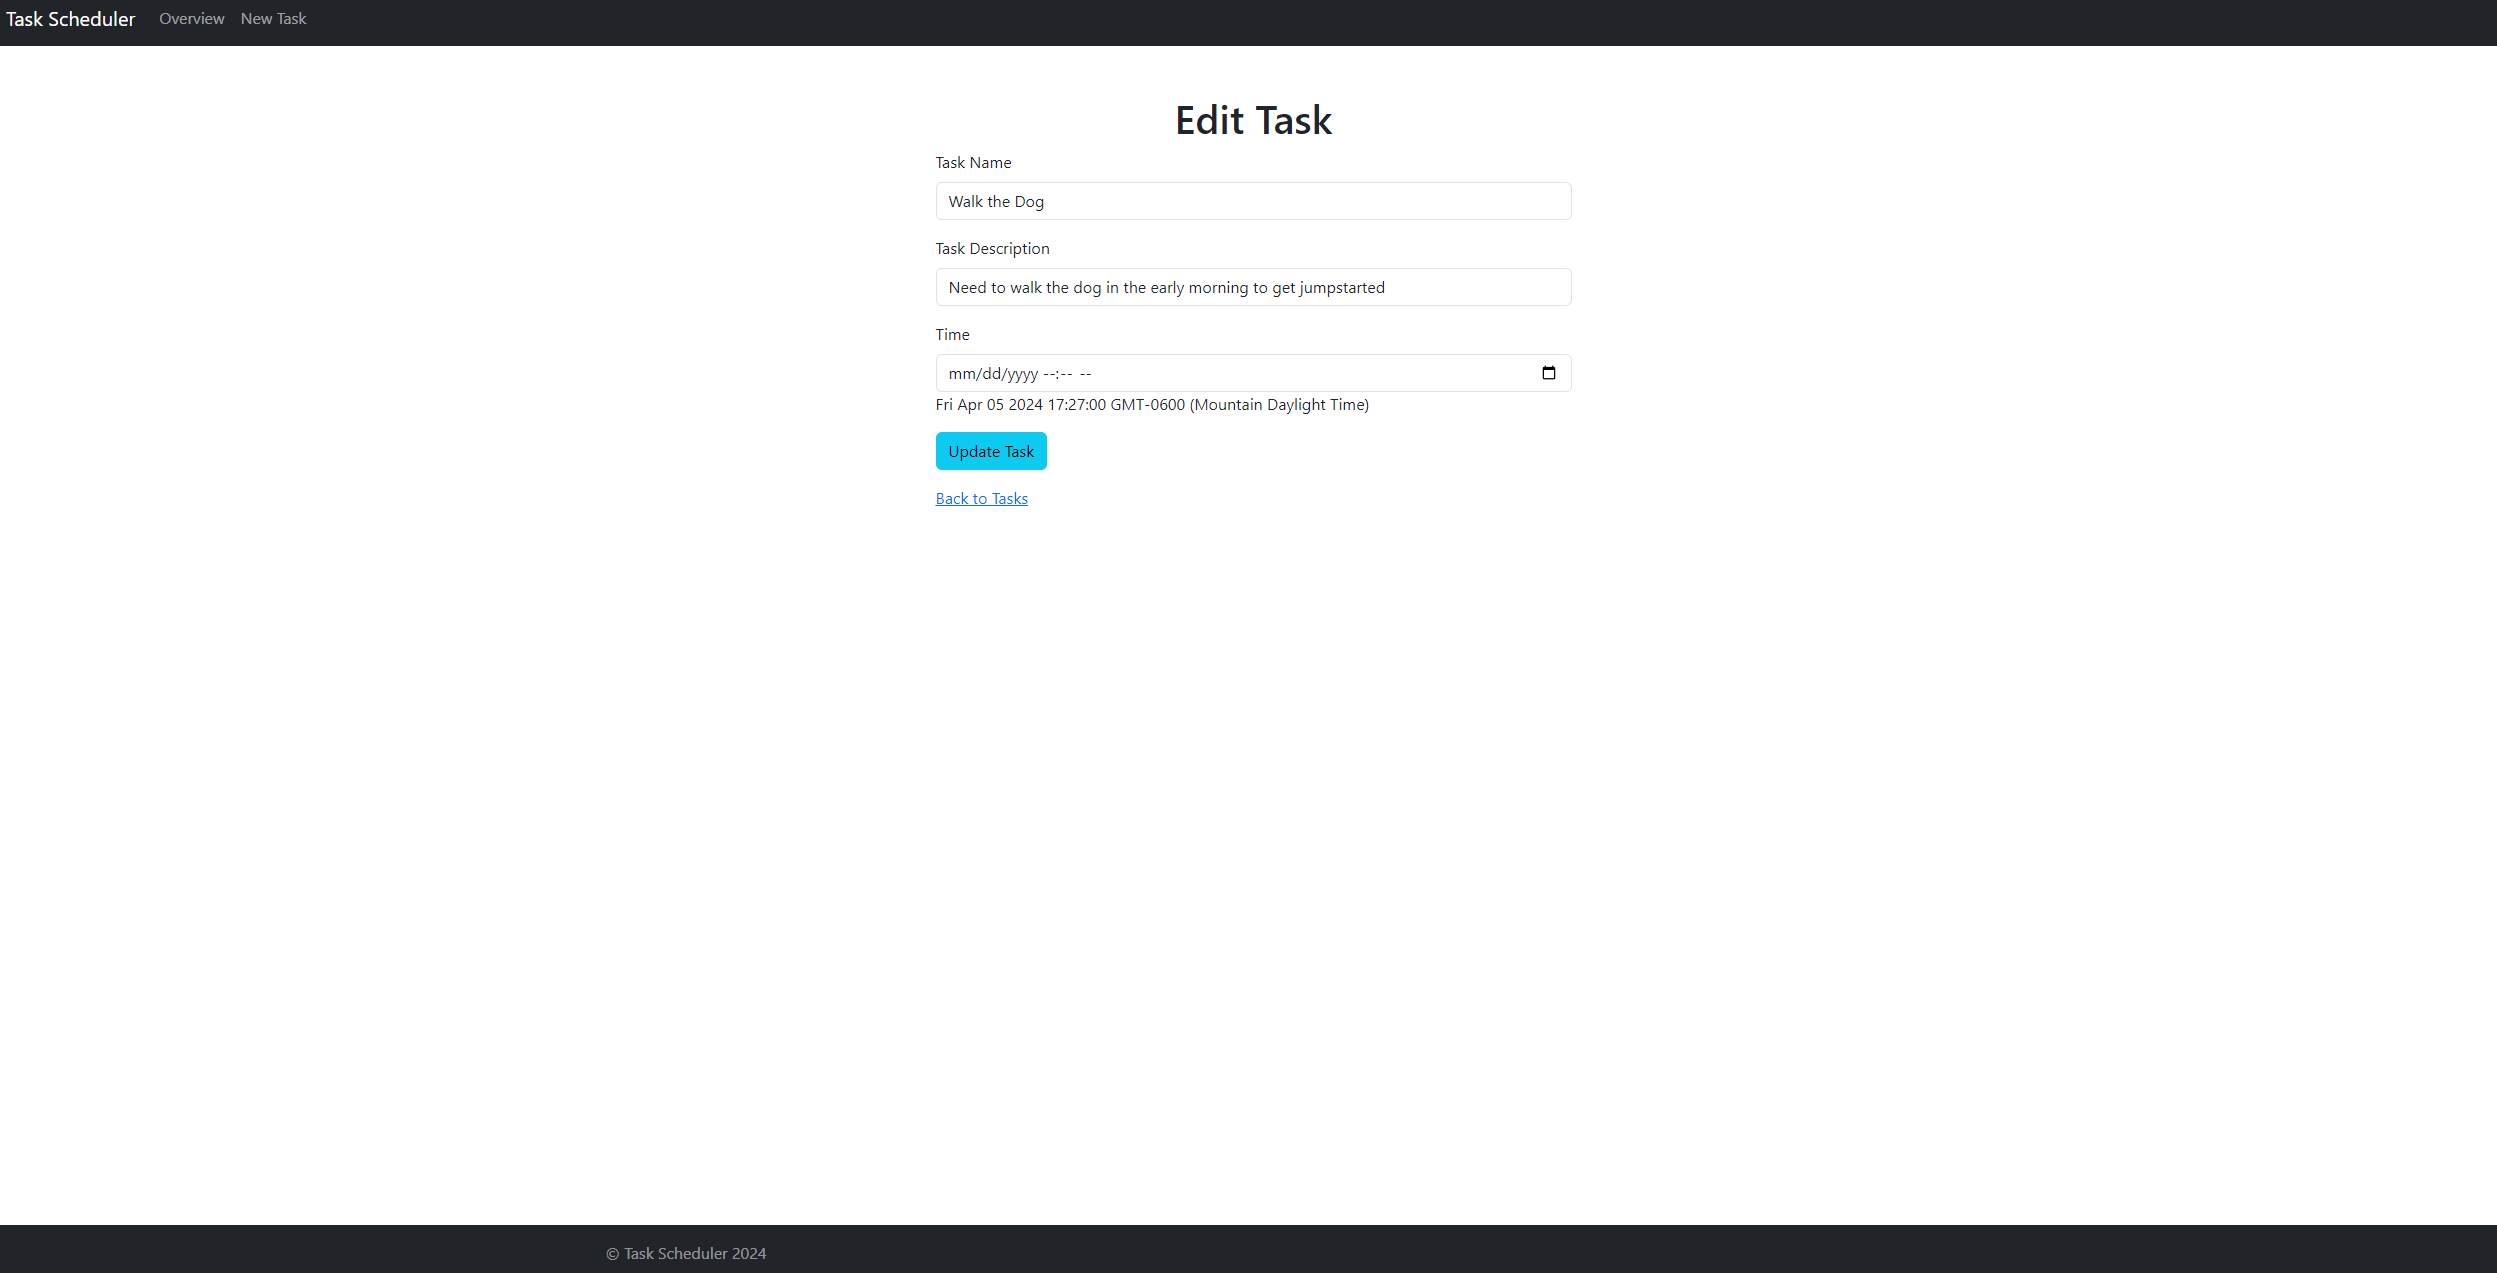 Task Scheduler Overview New Task
Edit Task
Task Name
Walk the Dog
Task Description
Need to walk the dog in the early morning to get jumpstarted
Time
mm/dd/yyyy --:-- --
Fri Apr 05 2024 17:27:00 GMT-0600 (Mountain Daylight Time)
Update Task
Back to Tasks
© Task Scheduler 2024